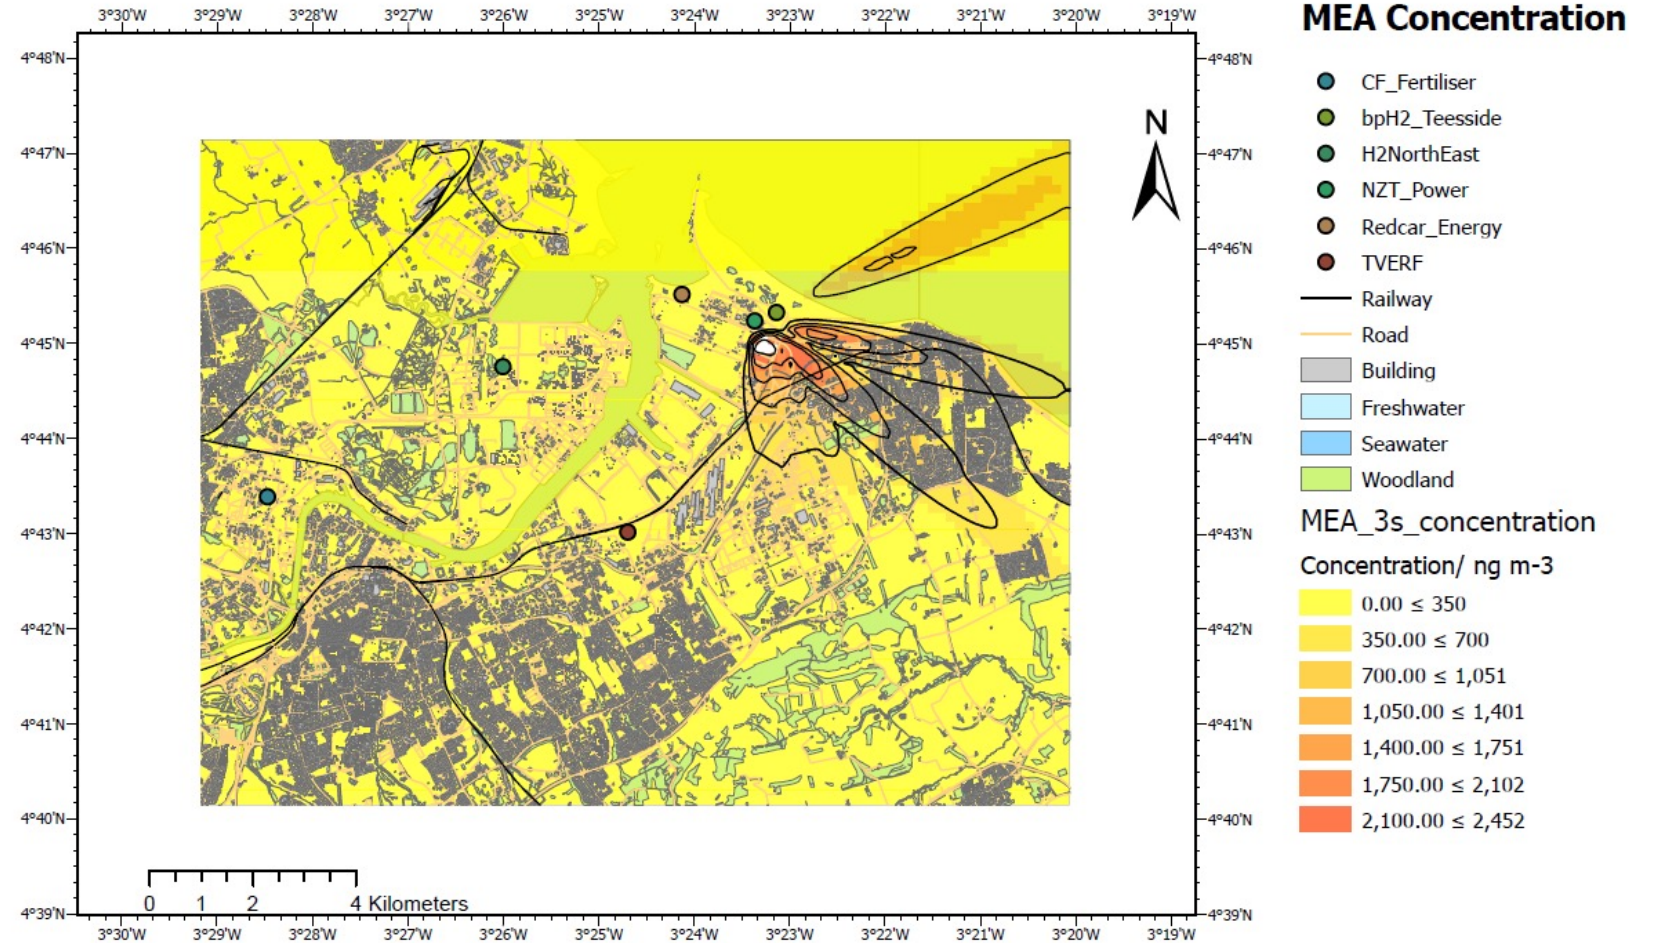 3°30'W 3°29'W 3°28'W 3°27'W 3°26'W 3°25'W 3°24'W 3°23'W 3°22'W 3°21'W 3°20'W 3°19'W
4°48'N 4°48'N
4°47'N 4°47'N
4°46'N 4°46'N
4°45'N 4°45'N
4°44'N 4°44'N
4°43'N 4°43'N
4°42'N 4°42'N
4°41'N 4°41'N
4°40'N 4°40'N
4°39'N 4°39'N
N
0 1 2 4 Kilometers
3°30'W 3°29'W 3°28'W 3°27'W 3°26'W 3°25'W 3°24'W 3°23'W 3°22'W 3°21'W 3°20'W 3°19'W
MEA Concentration
CF_Fertiliser
bpH2_Teesside
H2NorthEast
NZT_Power
Redcar_Energy
TVERF
Railway
Road
Building
Freshwater
Seawater
Woodland
MEA_3s_concentration
Concentration/ ng m-3
0.00 ≤ 350
350.00 ≤ 700
700.00 ≤ 1,051
1,050.00 ≤ 1,401
1,400.00 ≤ 1,751
1,750.00 ≤ 2,102
2,100.00 ≤ 2,452